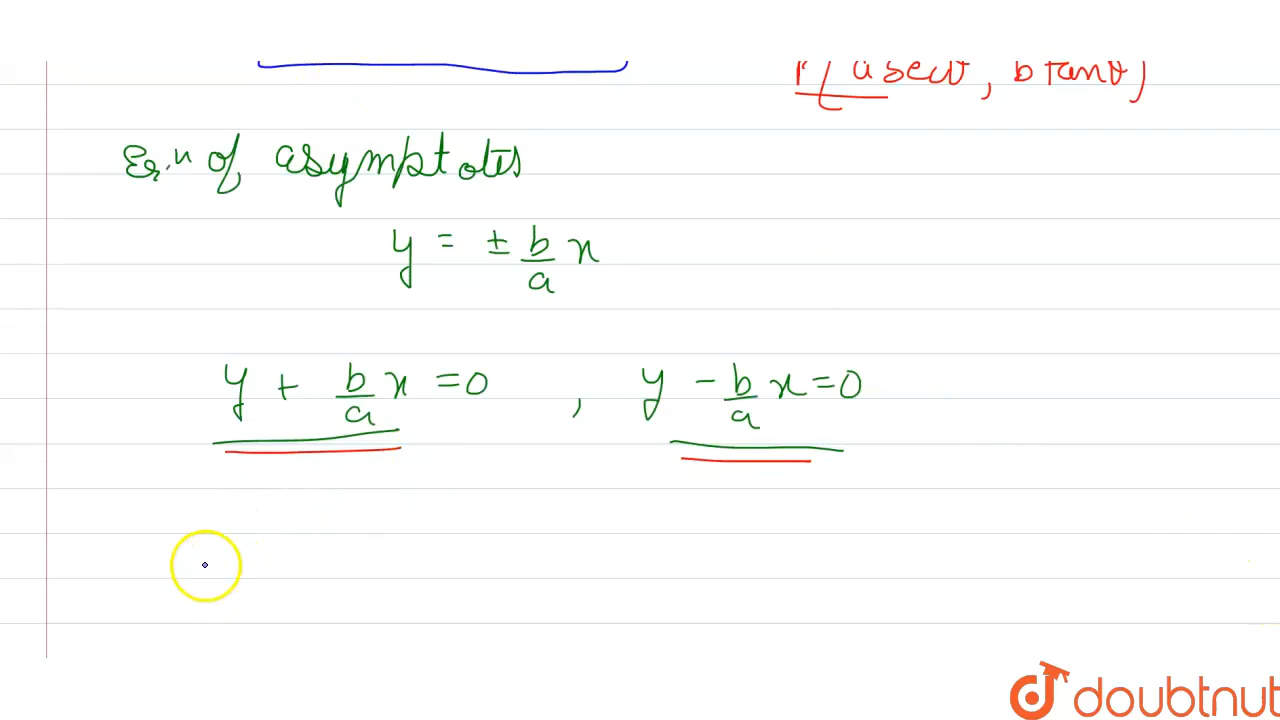 P( a secθ, b tanθ)
Eq.n of asymptotes
y = ± b/a x
y + b/a x = 0 , y - b/a x = 0
doubtnut